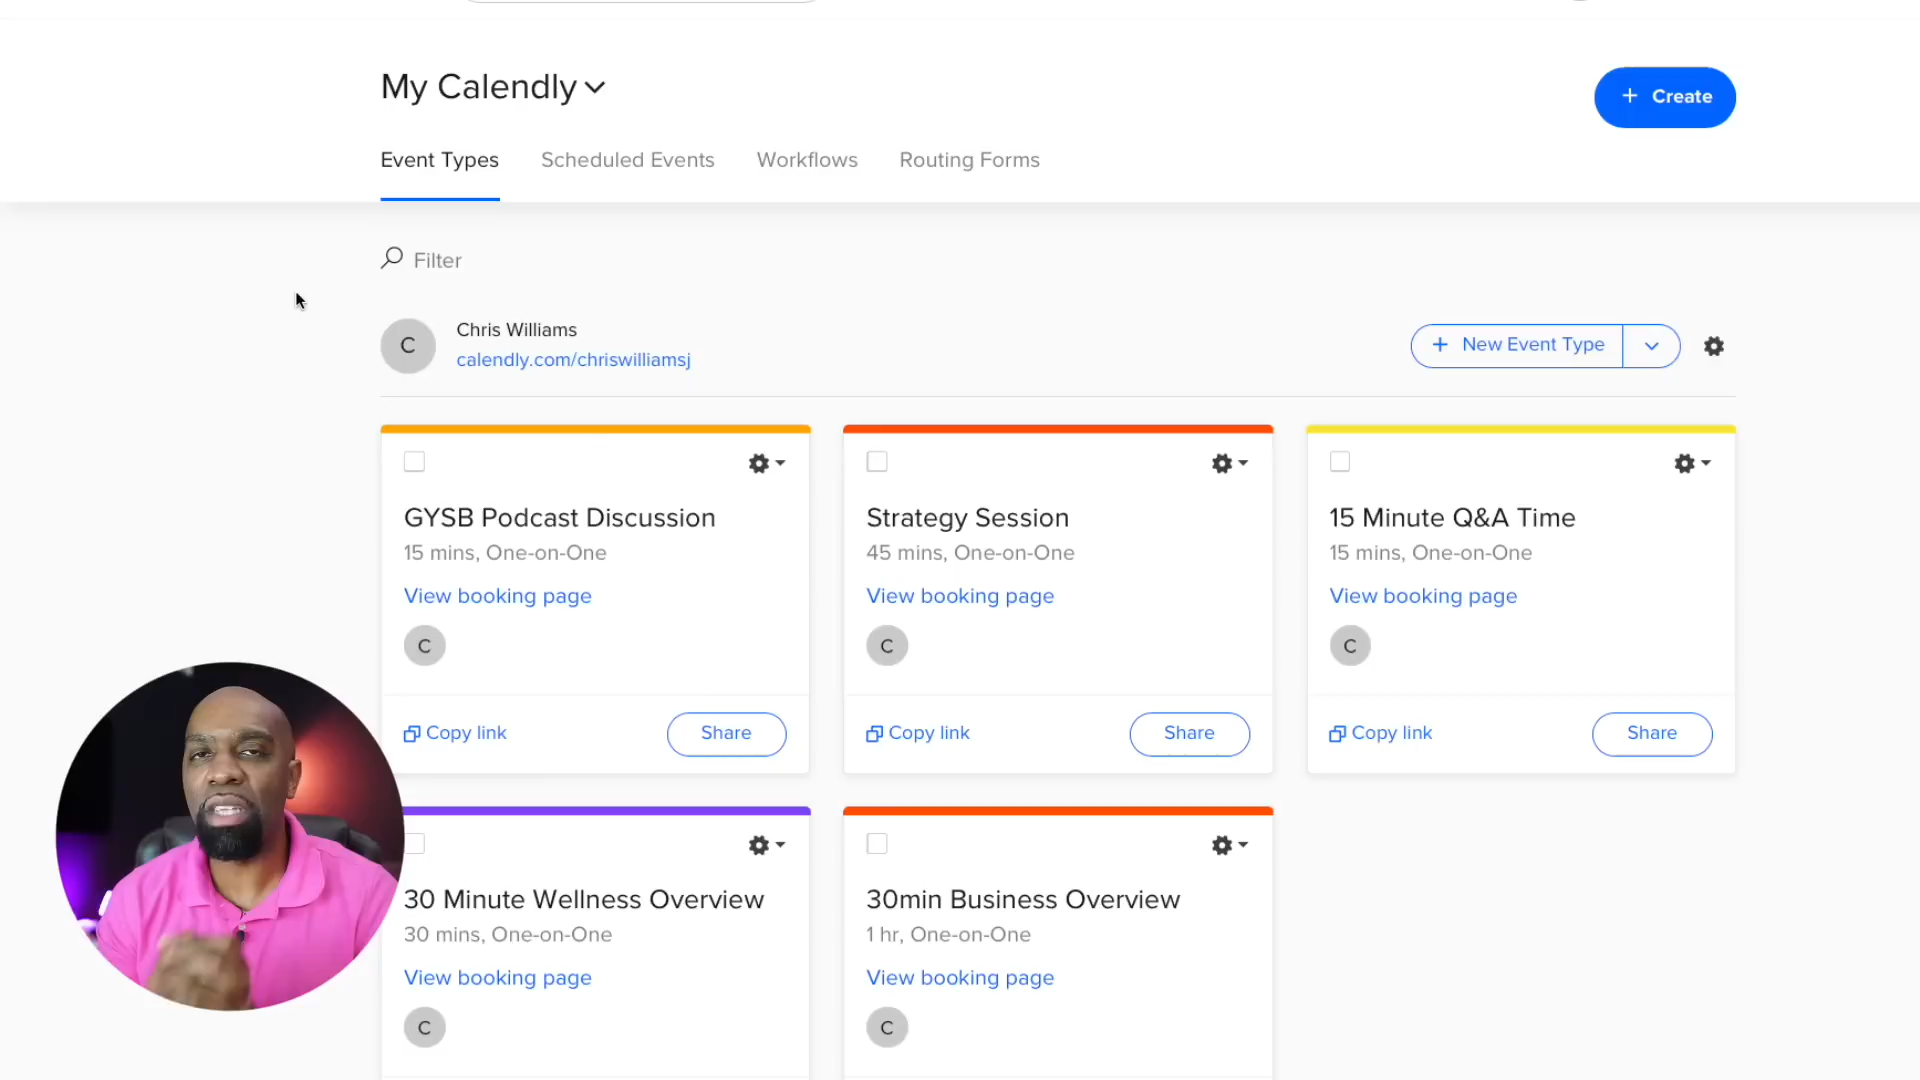 My Calendly
+ Create
Event Types Scheduled Events Workflows Routing Forms
Filter
C
Chris Williams
calendly.com/chriswilliamsj
+ New Event Type
GYSB Podcast Discussion
15 mins, One-on-One
View booking page
C
Copy link
Share
Strategy Session
45 mins, One-on-One
View booking page
C
Copy link
Share
15 Minute Q&A Time
15 mins, One-on-One
View booking page
C
Copy link
Share
30 Minute Wellness Overview
30 mins, One-on-One
View booking page
C
30min Business Overview
1 hr, One-on-One
View booking page
C